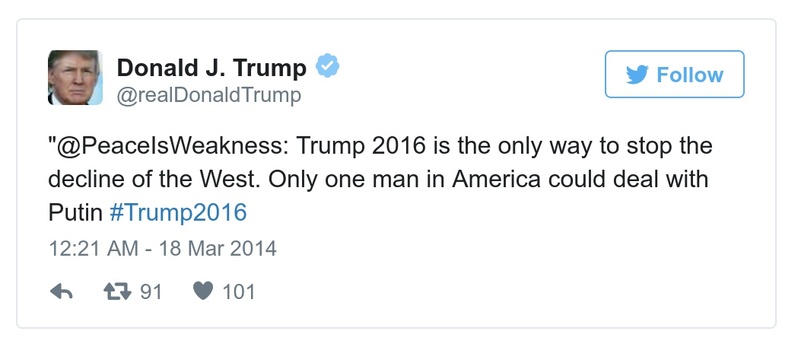 Donald J. Trump
@realDonaldTrump
Follow
"@PeaceIsWeakness: Trump 2016 is the only way to stop the
decline of the West. Only one man in America could deal with
Putin #Trump2016
12:21 AM - 18 Mar 2014
91 101